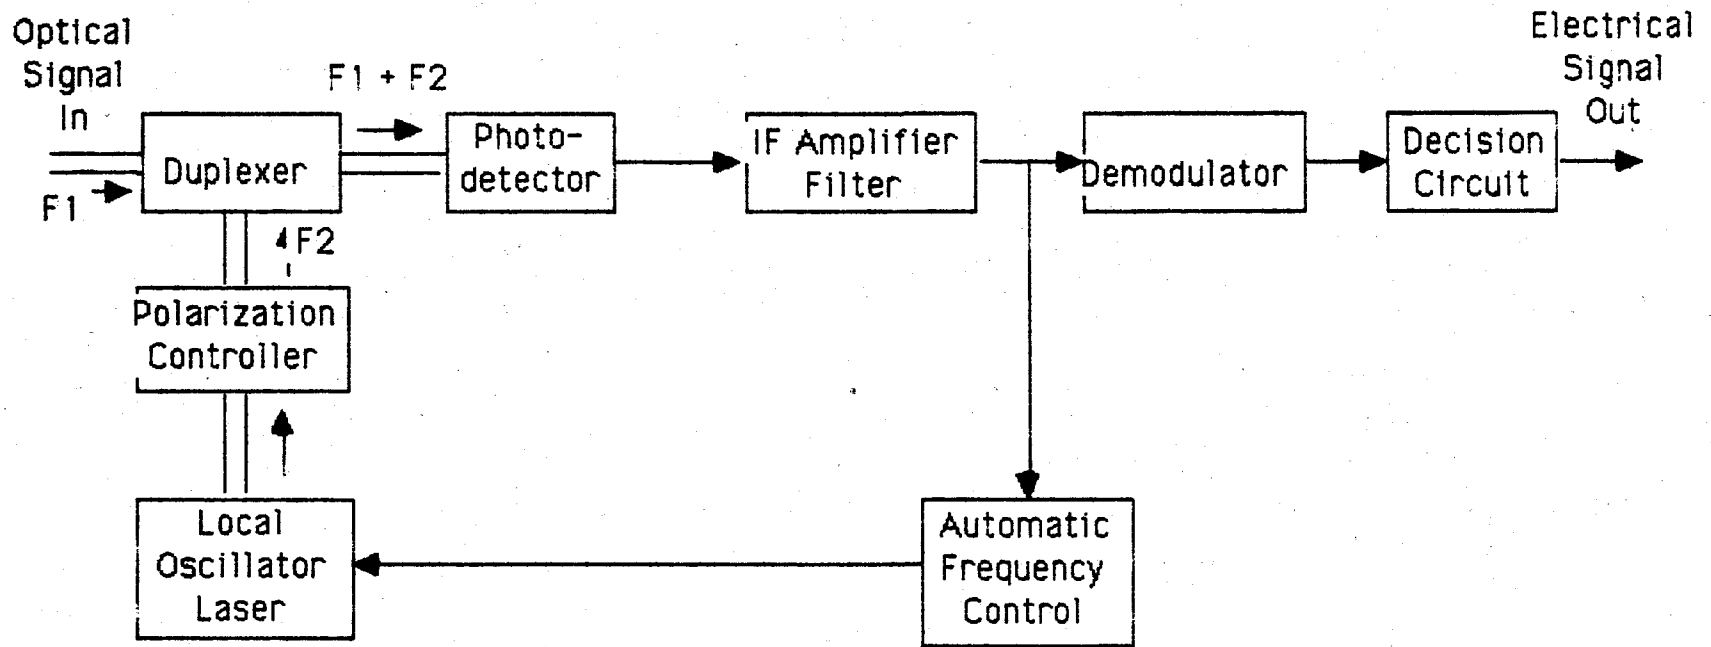 Optical
Signal
In
F1
Duplexer
F1 + F2
Photo-
detector
IF Amplifier
Filter
Demodulator
Decision
Circuit
Electrical
Signal
Out
F2
Polarization
Controller
Local
Oscillator
Laser
Automatic
Frequency
Control